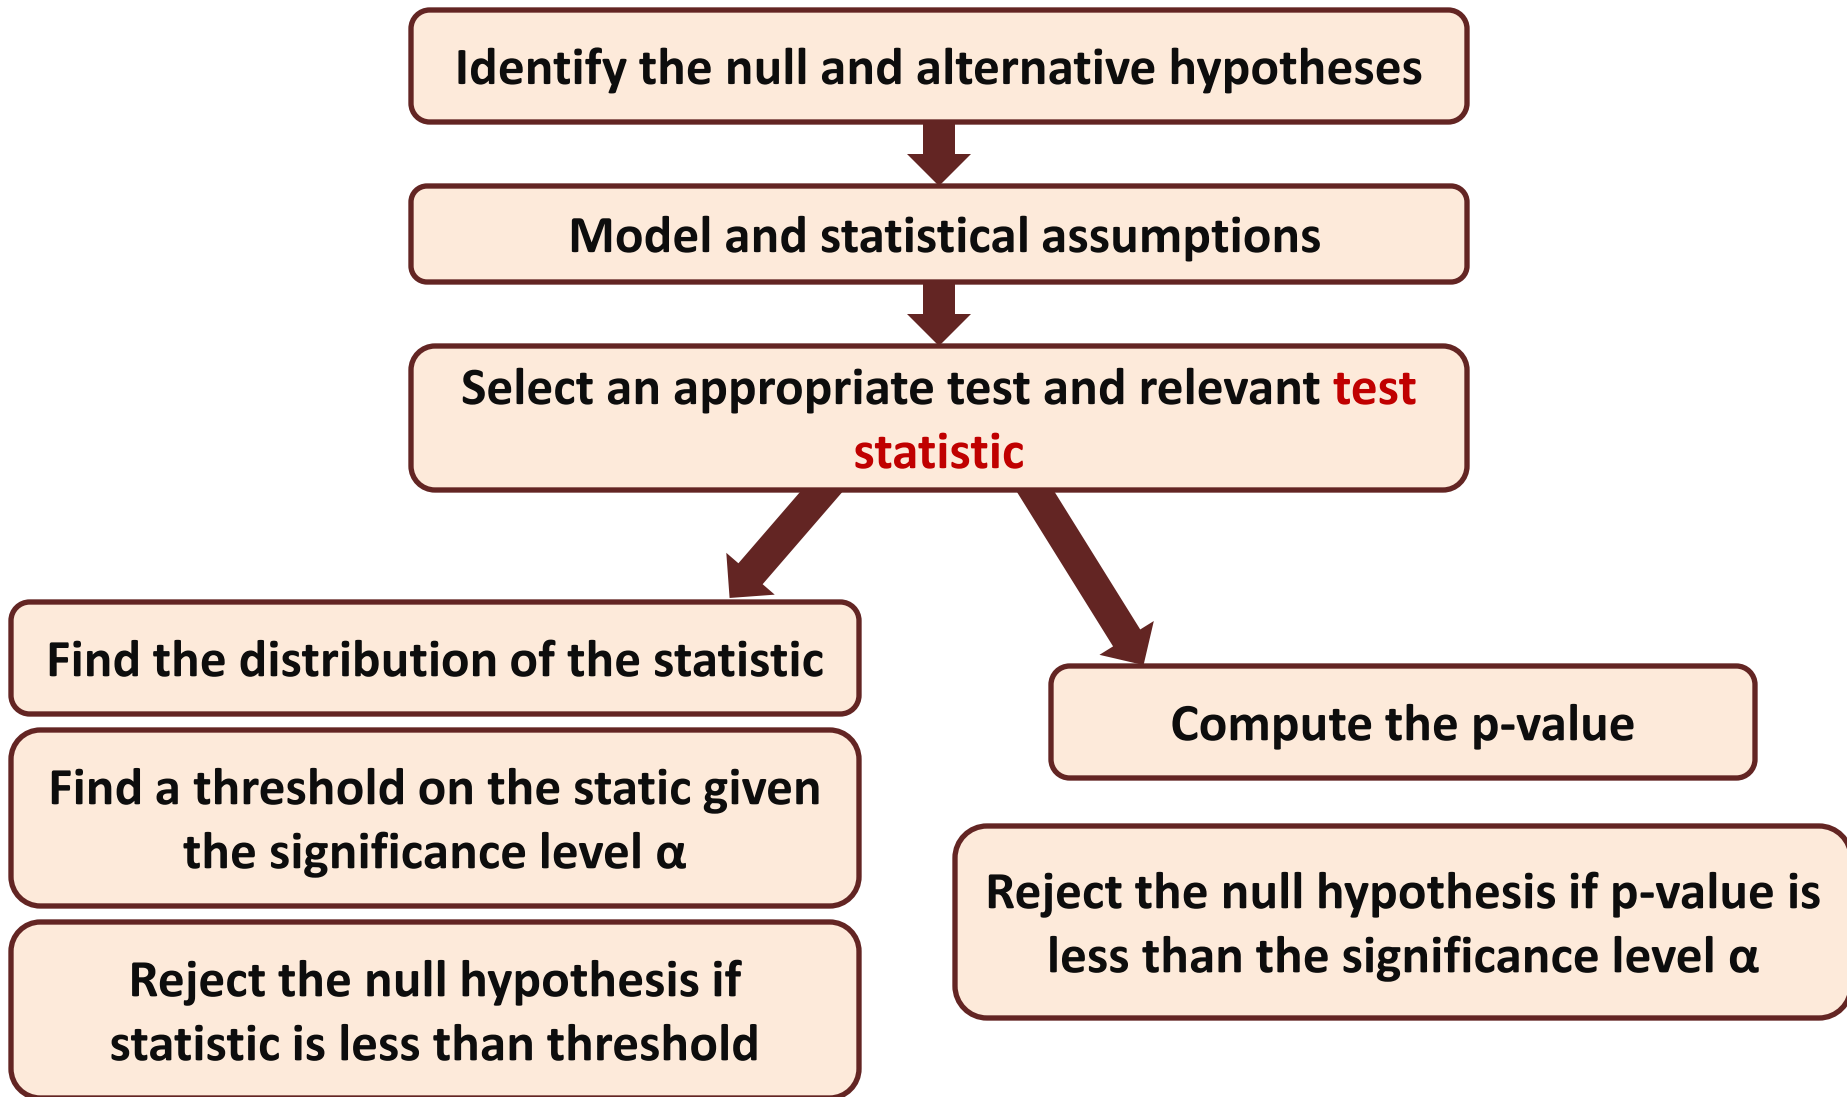 Identify the null and alternative hypotheses
Model and statistical assumptions
Select an appropriate test and relevant test
statistic
Find the distribution of the statistic
Find a threshold on the static given
the significance level α
Reject the null hypothesis if
statistic is less than threshold
Compute the p-value
Reject the null hypothesis if p-value is
less than the significance level α